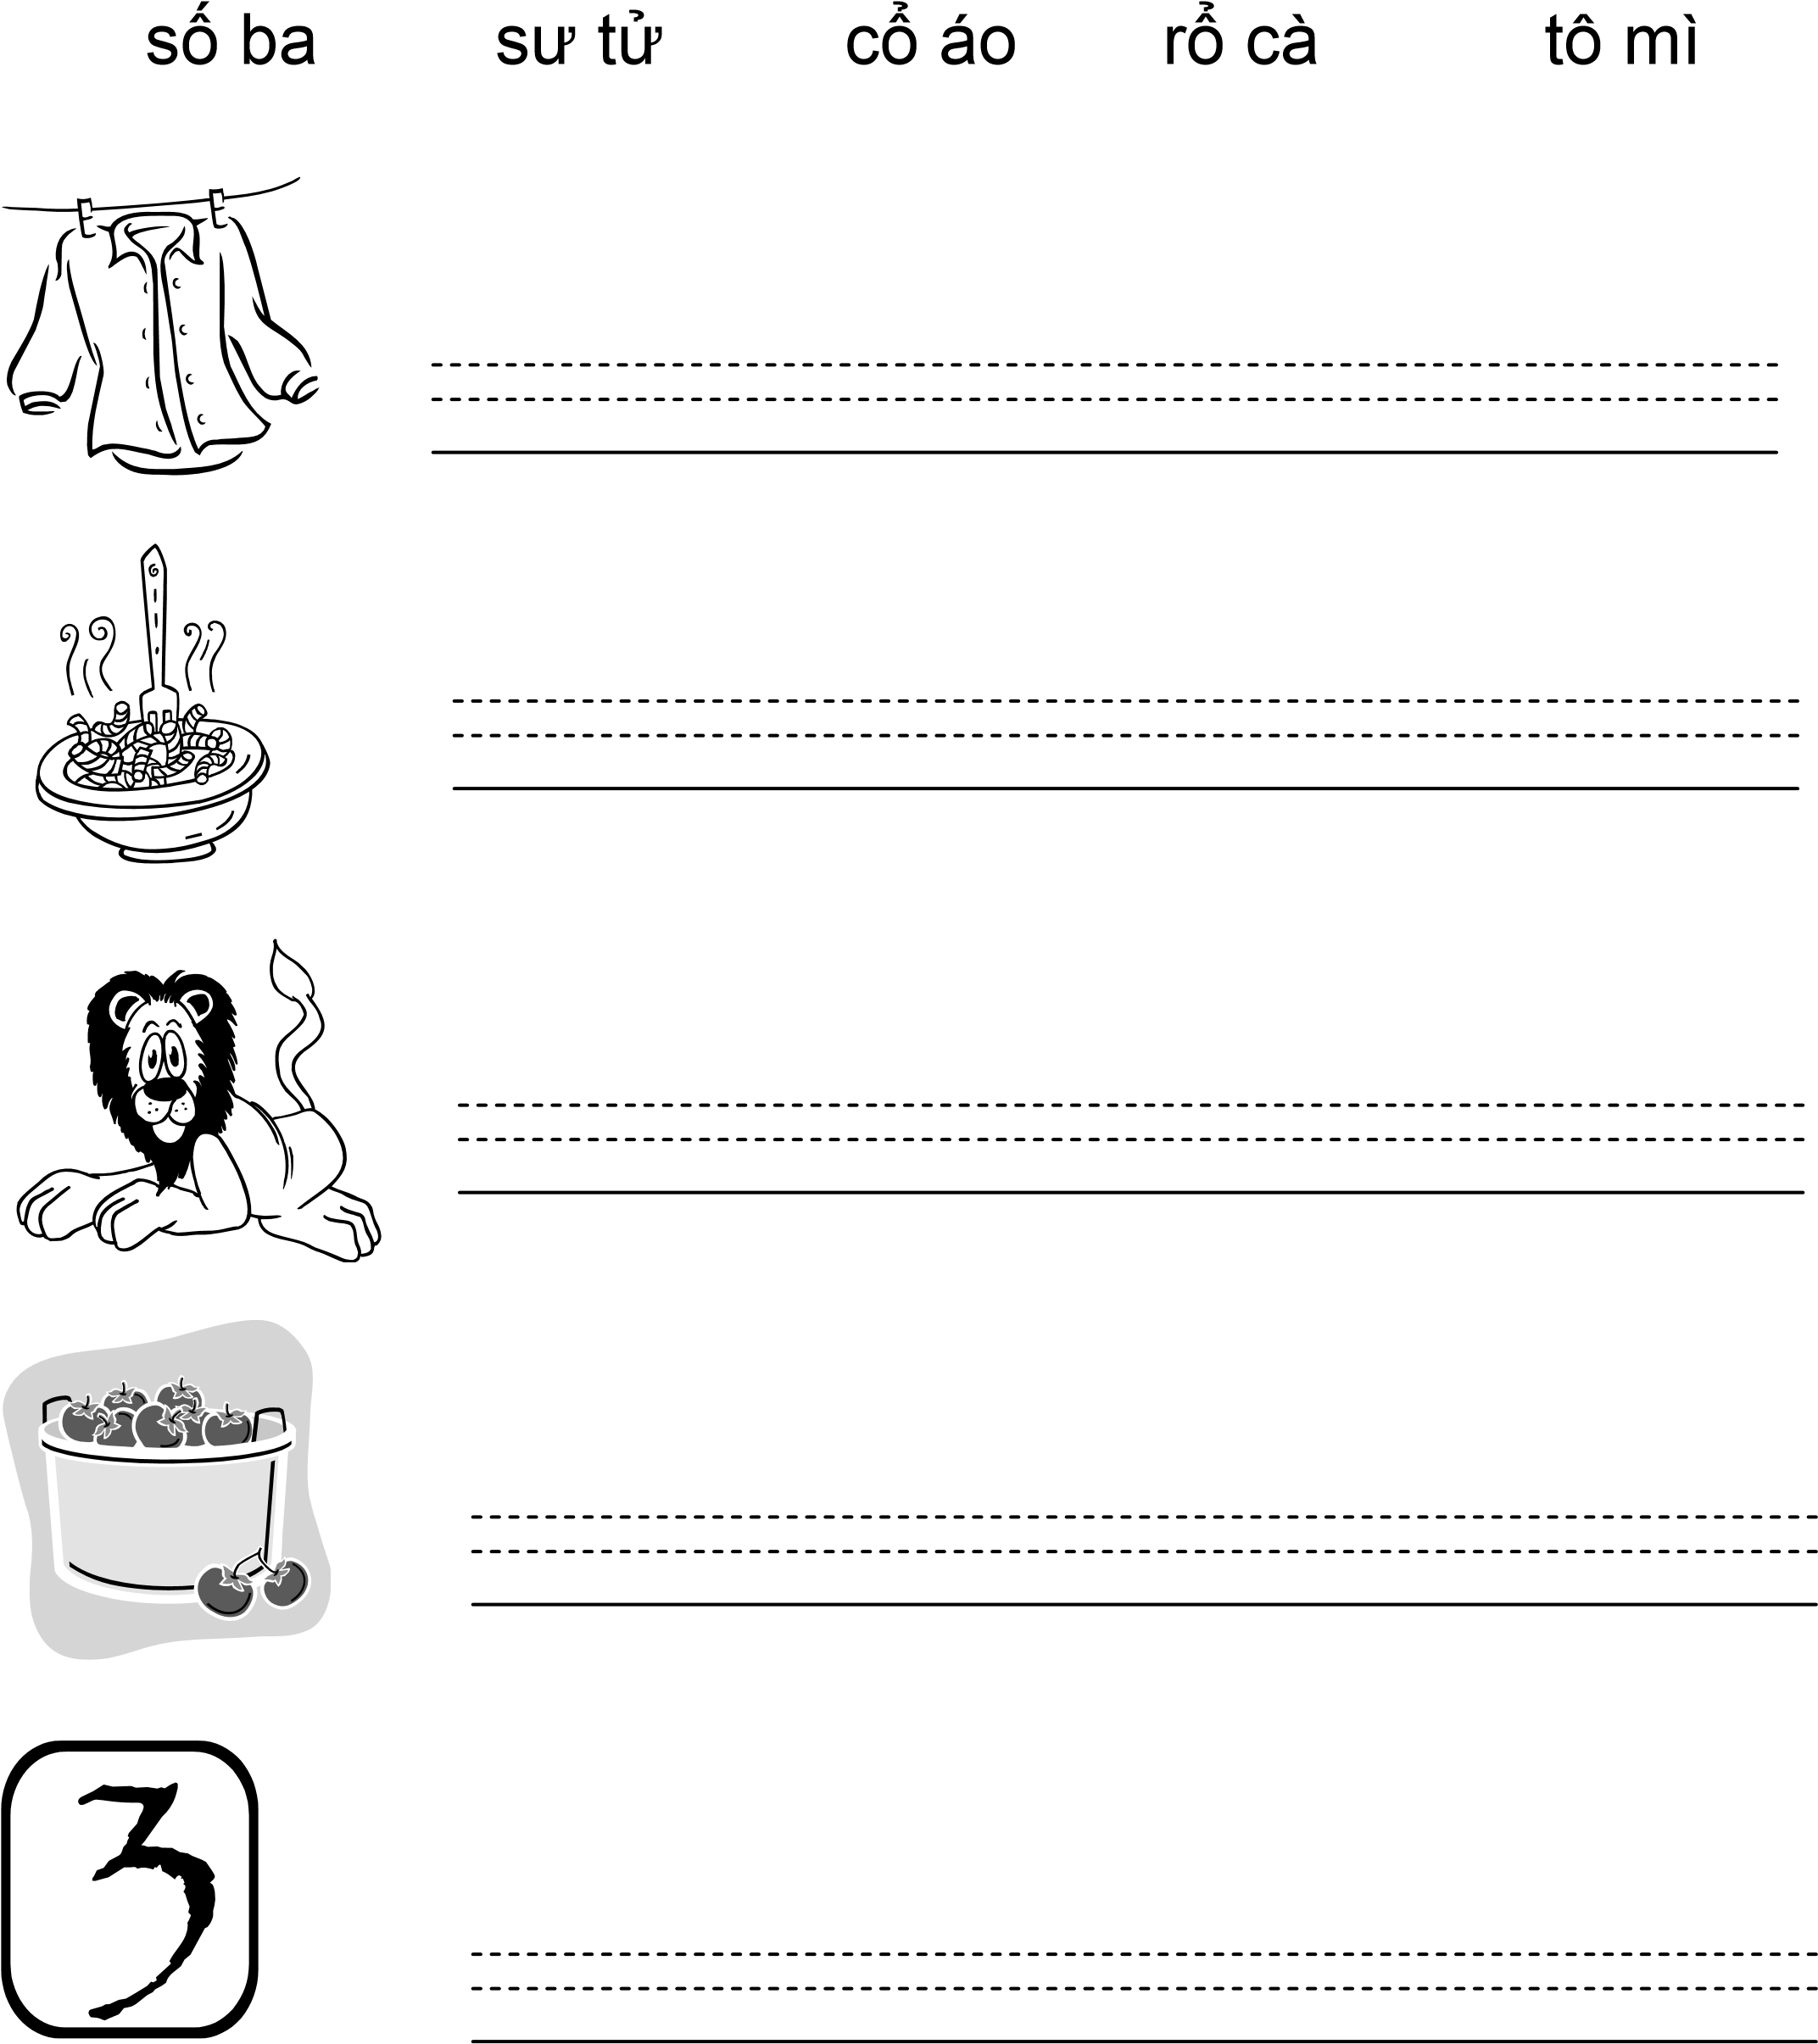 số ba sư tử cổ áo rổ cà tô mì
3